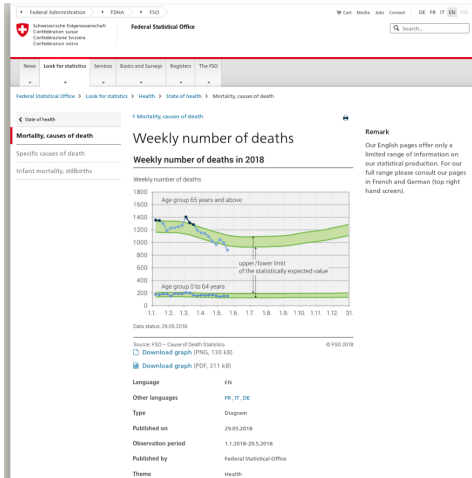 Federal Administration FDHA FSO
Cart Media Jobs Contact DE FR IT EN
Schweizerische Eidgenossenschaft
Confédération suisse
Confederazione Svizzera
Confederaziun svizra
Federal Statistical Office
Search...
News Look for statistics Services Basics and Surveys Registers The FSO
Federal Statistical Office > Look for statistics > Health > State of health > Mortality, causes of death
State of health
Mortality, causes of death
Specific causes of death
Infant mortality, stillbirths
Mortality, causes of death
Weekly number of deaths
Weekly number of deaths in 2018
Weekly number of deaths
1800
1600
1400
1200
1000
800
600
400
200
0
Age group 65 years and above
upper/lower limit
of the statistically expected value
Age group 0 to 64 years
1.1. 1.2. 1.3. 1.4. 1.5. 1.6. 1.7. 1.8. 1.9. 1.10. 1.11. 1.12. 31.
Data status: 29.05.2018
Source: FSO – Cause of Death Statistics © FSO 2018
Download graph (PNG, 130 kB)
Download graph (PDF, 311 kB)
Language EN
Other languages FR, IT, DE
Type Diagram
Published on 29.05.2018
Observation period 1.1.2018-20.5.2018
Published by Federal Statistical Office
Theme Health
Remark
Our English pages offer only a
limited range of information on
our statistical production. For our
full range please consult our pages
in French and German (top right
hand screen).